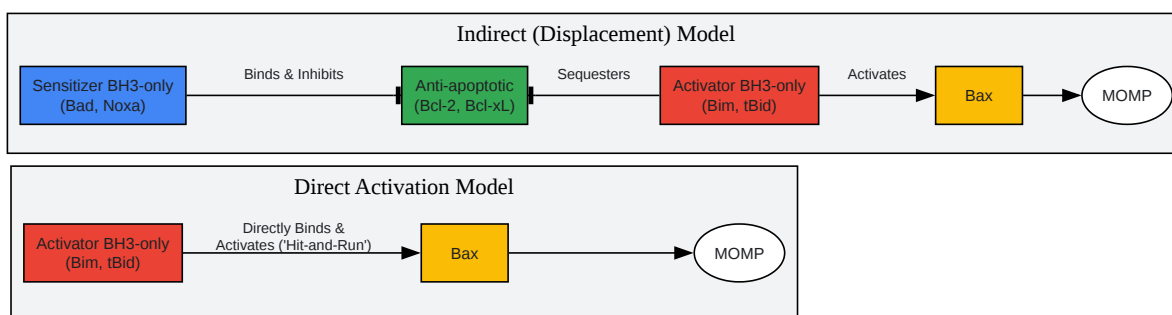 Indirect (Displacement) Model
Sensitizer BH3-only
(Bad, Noxa)
Binds & Inhibits
Anti-apoptotic
(Bcl-2, Bcl-xL)
Sequesters
Activator BH3-only
(Bim, tBid)
Activates
Bax
MOMP
Direct Activation Model
Activator BH3-only
(Bim, tBid)
Directly Binds &
Activates ('Hit-and-Run')
Bax
MOMP